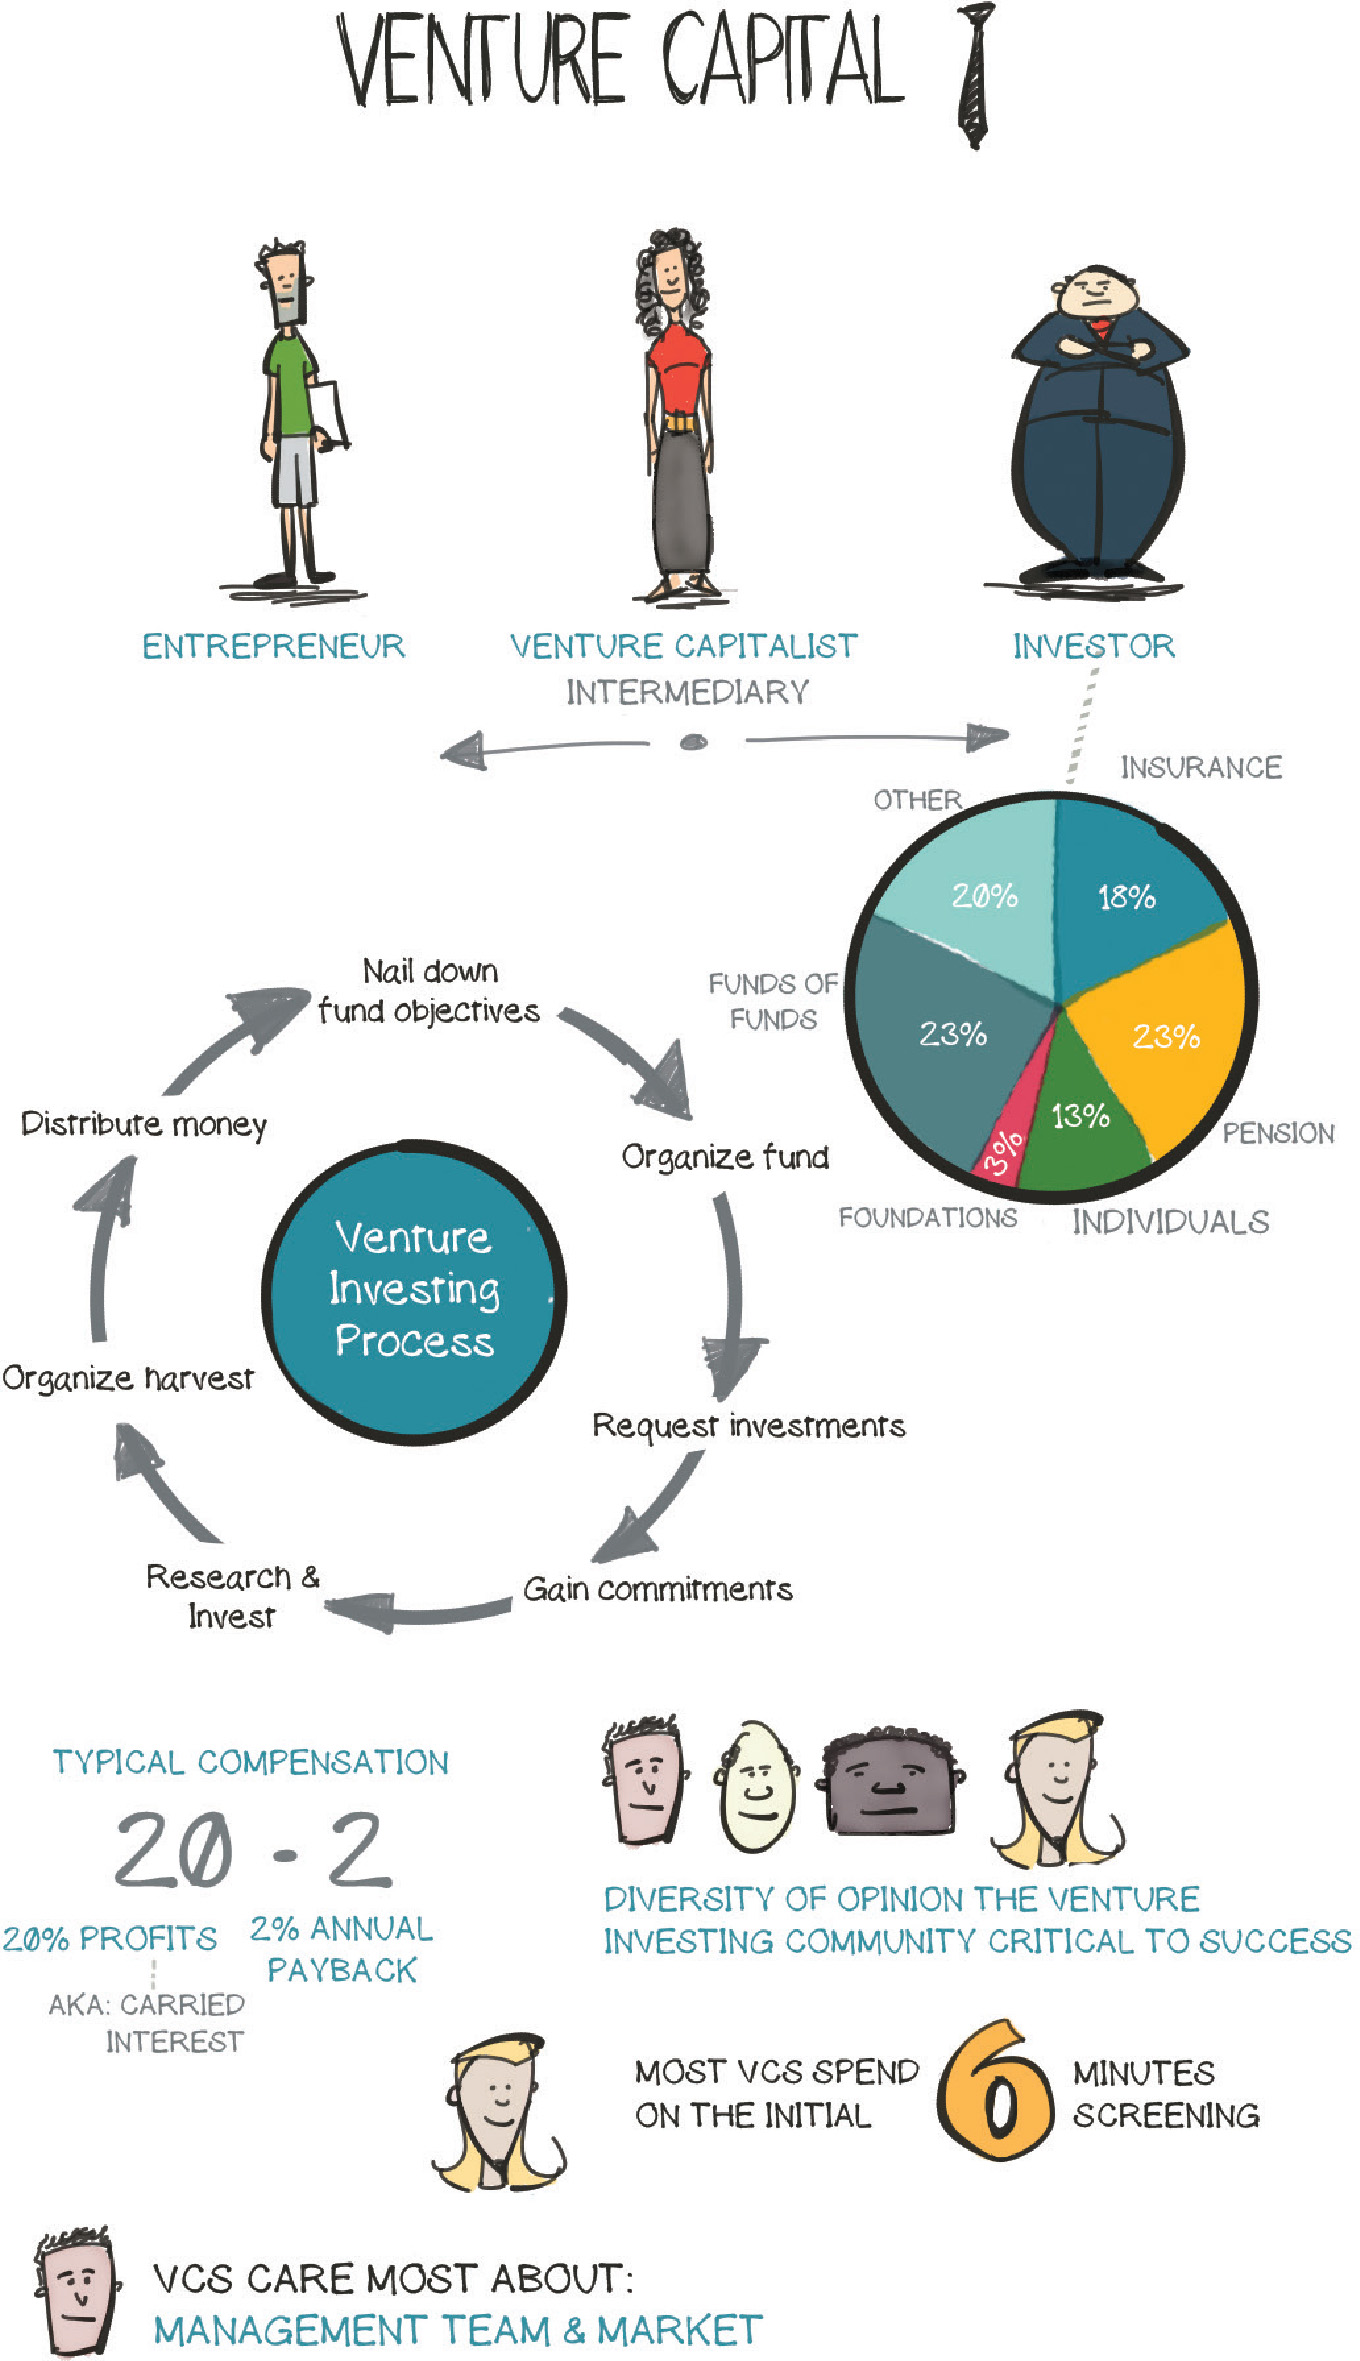 VENTURE CAPITAL
ENTREPRENEUR
VENTURE CAPITALIST
INTERMEDIARY
INVESTOR
INSURANCE
OTHER
20%
18%
FUNDS OF
FUNDS
23%
23%
13%
3%
PENSION
FOUNDATIONS
INDIVIDUALS
Nail down
fund objectives
Organize fund
Request investments
Gain commitments
Research &
Invest
Organize harvest
Distribute money
Venture
Investing
Process
TYPICAL COMPENSATION
20 - 2
20% PROFITS
2% ANNUAL
PAYBACK
AKA: CARRIED
INTEREST
DIVERSITY OF OPINION THE VENTURE
INVESTING COMMUNITY CRITICAL TO SUCCESS
MOST VCS SPEND
ON THE INITIAL
6
MINUTES
SCREENING
VCS CARE MOST ABOUT:
MANAGEMENT TEAM & MARKET